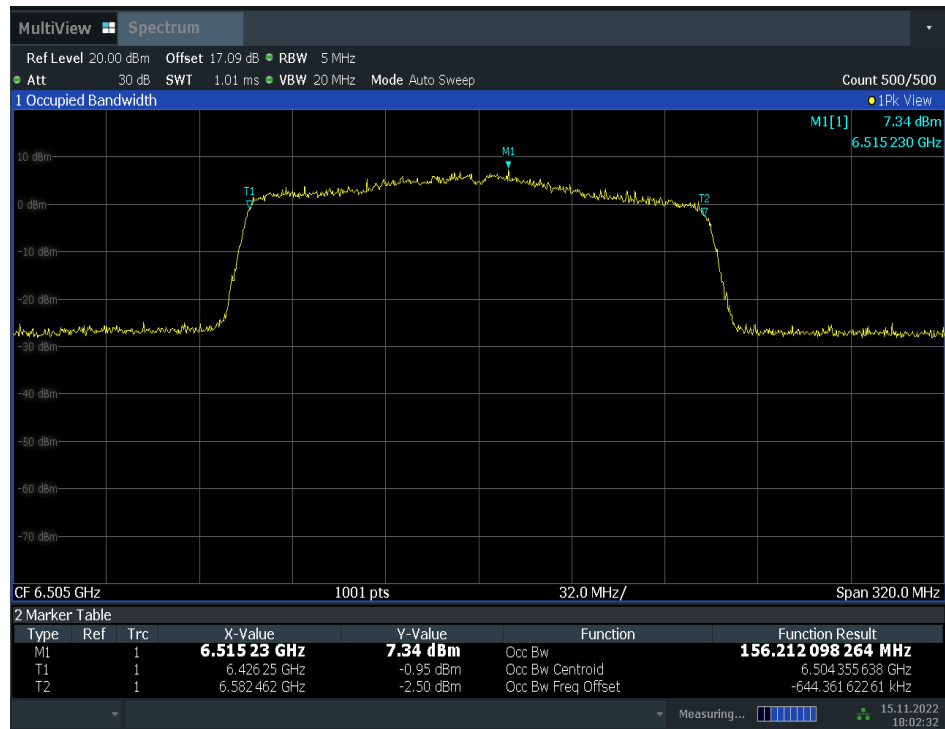 MultiView Spectrum
Ref Level 20.00 dBm Offset 17.09 dB RBW 5 MHz
Att 30 dB SWT 1.01 ms VBW 20 MHz Mode Auto Sweep Count 500/500
1 Occupied Bandwidth 1Pk View
M1[1] 7.34 dBm
6.515 230 GHz
10 dBm
M1
T1
T2
0 dBm
-10 dBm
-20 dBm
-30 dBm
-40 dBm
-50 dBm
-60 dBm
-70 dBm
CF 6.505 GHz 1001 pts 32.0 MHz/ Span 320.0 MHz
2 Marker Table
Type Ref Trc X-Value Y-Value Function Function Result
M1 1 6.515 23 GHz 7.34 dBm Occ Bw 156.212 098 264 MHz
T1 1 6.426 25 GHz -0.95 dBm Occ Bw Centroid 6.504 355 638 GHz
T2 1 6.582 462 GHz -2.50 dBm Occ Bw Freq Offset -644.361 622 61 kHz
Measuring... 15.11.2022
18:02:32